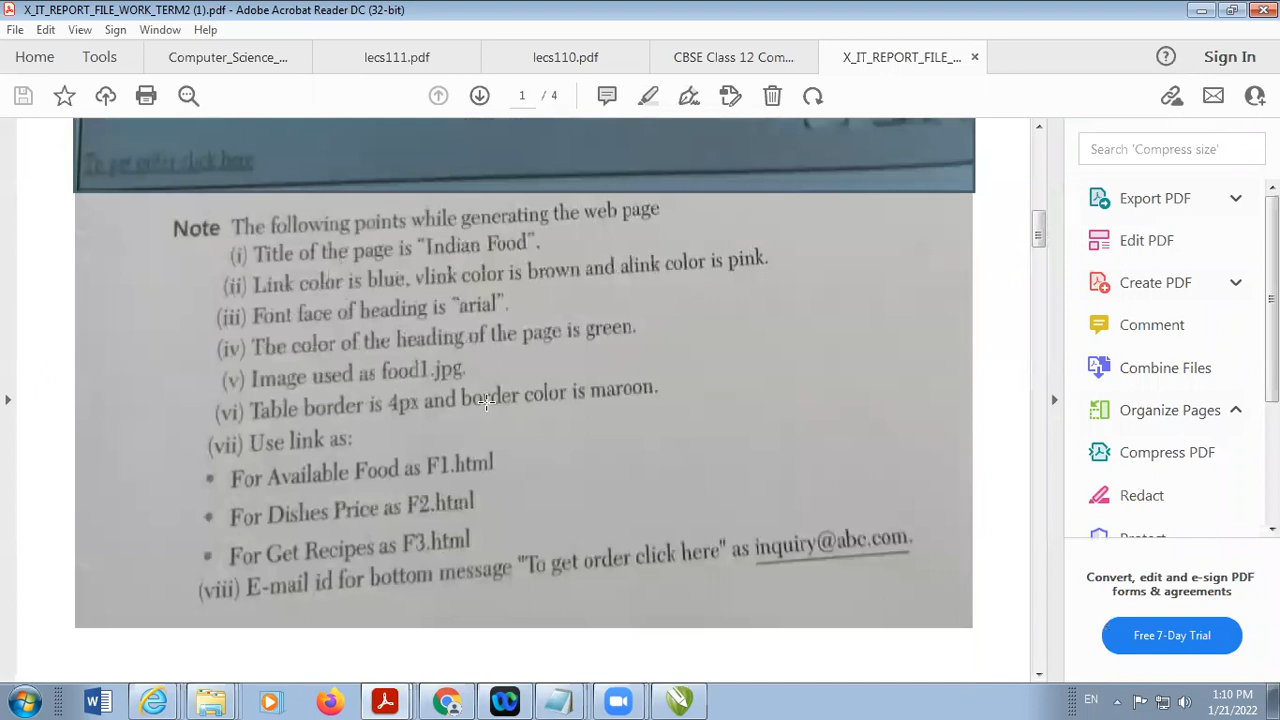 X_IT_REPORT_FILE_WORK_TERM2 (1).pdf - Adobe Acrobat Reader DC (32-bit)
File Edit View Sign Window Help
Home Tools Computer_Science_... lecs111.pdf lecs110.pdf CBSE Class 12 Com... X_IT_REPORT_FILE_... × Sign In
1 / 4
Search 'Compress size'
To get order click here
Note The following points while generating the web page
(i) Title of the page is "Indian Food".
(ii) Link color is blue, vlink color is brown and alink color is pink.
(iii) Font face of heading is "arial".
(iv) The color of the heading of the page is green.
(v) Image used as food1.jpg.
(vi) Table border is 4px and border color is maroon.
(vii) Use link as:
• For Available Food as F1.html
• For Dishes Price as F2.html
• For Get Recipes as F3.html
(viii) E-mail id for bottom message "To get order click here" as inquiry@abc.com.
Export PDF
Edit PDF
Create PDF
Comment
Combine Files
Organize Pages
Compress PDF
Redact
Protect
Convert, edit and e-sign PDF
forms & agreements
Free 7-Day Trial
EN 1:10 PM
1/21/2022